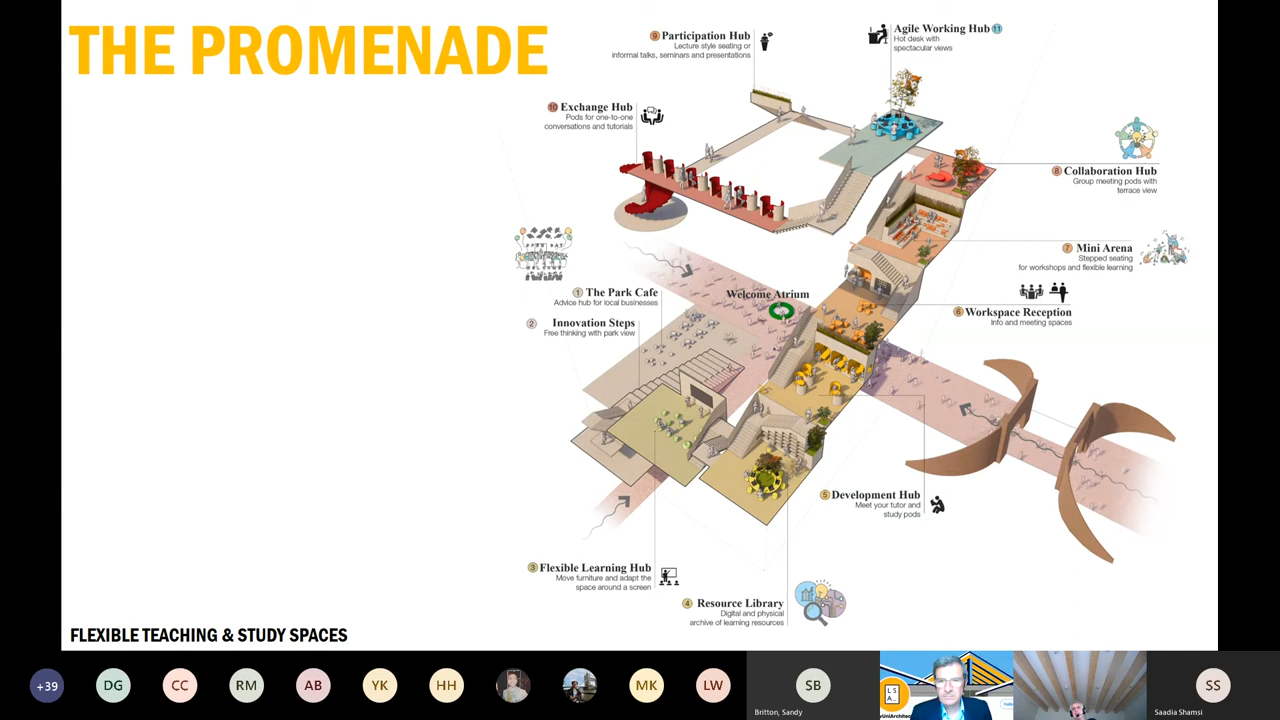 THE PROMENADE
9 Participation Hub
Lecture style seating or
informal talks, seminars and presentations
Agile Working Hub 11
Hot desk with
spectacular views
10 Exchange Hub
Pods for one-to-one
conversations and tutorials
8 Collaboration Hub
Group meeting pods with
terrace view
7 Mini Arena
Stepped seating
for workshops and flexible learning
OPEN DAY
WELCOME
1 The Park Cafe
Advice hub for local businesses
Welcome Atrium
2 Innovation Steps
Free thinking with park view
6 Workspace Reception
Info and meeting spaces
5 Development Hub
Meet your tutor and
study pods
3 Flexible Learning Hub
Move furniture and adapt the
space around a screen
4 Resource Library
Digital and physical
archive of learning resources
FLEXIBLE TEACHING & STUDY SPACES
+39
DG
CC
RM
AB
YK
HH
MK
LW
SB
Britton, Sandy
L S
A
yUniArchitec
Follo
SS
Saadia Shamsi